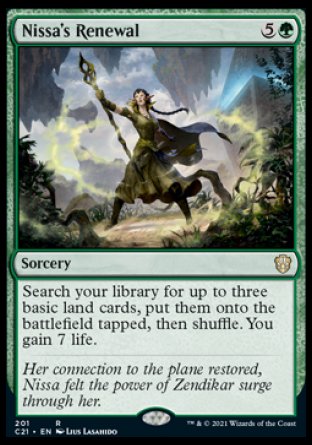 Nissa's Renewal 5
Sorcery
Search your library for up to three
basic land cards, put them onto the
battlefield tapped, then shuffle. You
gain 7 life.
Her connection to the plane restored,
Nissa felt the power of Zendikar surge
through her.
201 R
C21 • EN LIUS LASAHIDO ™ & © 2021 Wizards of the Coast